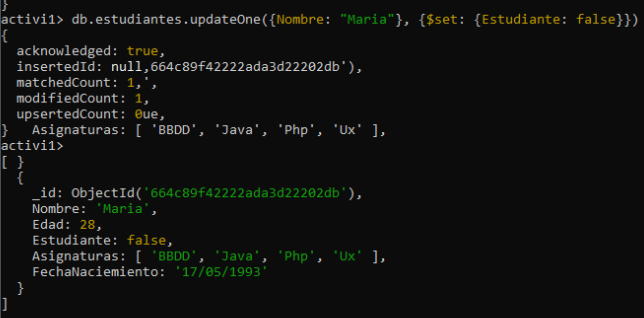 }
activi1> db.estudiantes.updateOne({Nombre: "Maria"}, {$set: {Estudiante: false}})
{
  acknowledged: true,
  insertedId: null,664c89f42222ada3d22202db'),
  matchedCount: 1,',
  modifiedCount: 1,
  upsertedCount: 0ue,
}   Asignaturas: [ 'BBDD', 'Java', 'Php', 'Ux' ],
activi1>
[ }
  {
    _id: ObjectId('664c89f42222ada3d22202db'),
    Nombre: 'Maria',
    Edad: 28,
    Estudiante: false,
    Asignaturas: [ 'BBDD', 'Java', 'Php', 'Ux' ],
    FechaNaciemiento: '17/05/1993'
  }
]